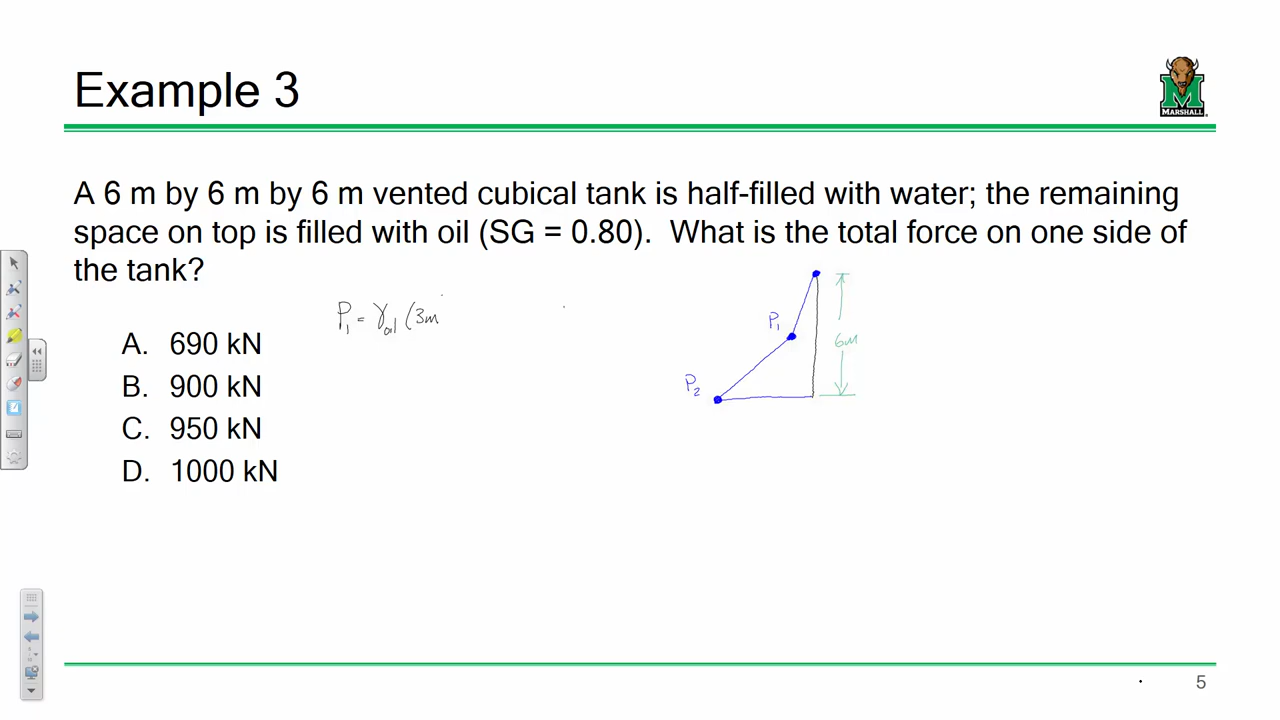 Example 3
MARSHALL
A 6 m by 6 m by 6 m vented cubical tank is half-filled with water; the remaining
space on top is filled with oil (SG = 0.80). What is the total force on one side of
the tank?
P₁ = γoil (3m
A. 690 kN
B. 900 kN
C. 950 kN
D. 1000 kN
P₁
6m
P₂
5